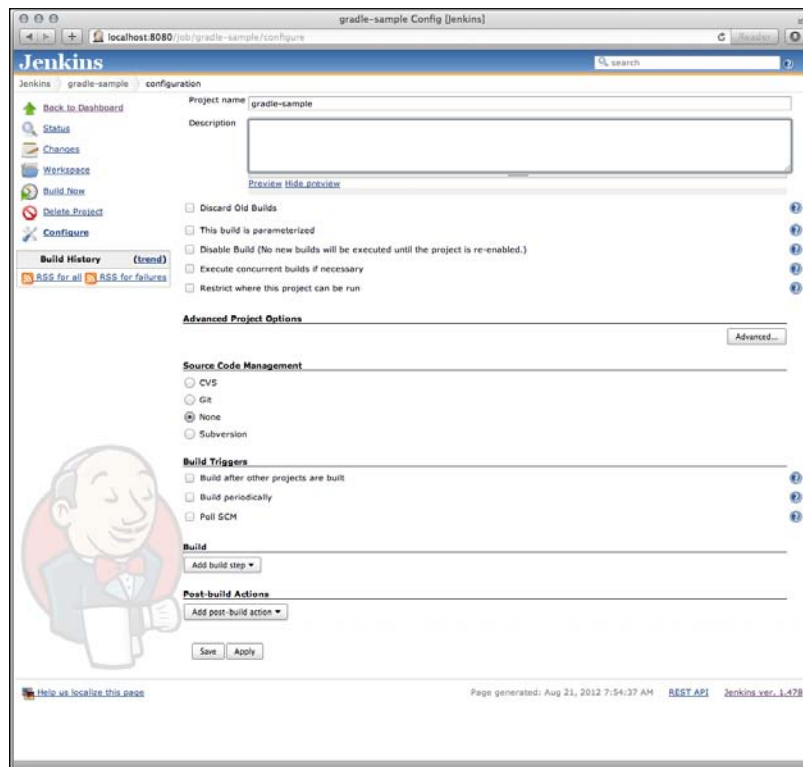 gradle-sample Config [Jenkins]
localhost:8080/job/gradle-sample/configure
Reader
Jenkins
search
Jenkins gradle-sample configuration
Back to Dashboard
Status
Changes
Workspace
Build Now
Delete Project
Configure
Build History (trend)
RSS for all RSS for failures
Project name gradle-sample
Description
Preview Hide preview
Discard Old Builds
This build is parameterized
Disable Build (No new builds will be executed until the project is re-enabled.)
Execute concurrent builds if necessary
Restrict where this project can be run
Advanced Project Options
Advanced...
Source Code Management
CVS
Git
None
Subversion
Build Triggers
Build after other projects are built
Build periodically
Poll SCM
Build
Add build step
Post-build Actions
Add post-build action
Save Apply
Help us localize this page
Page generated: Aug 21, 2012 7:54:37 AM REST API Jenkins ver. 1.478